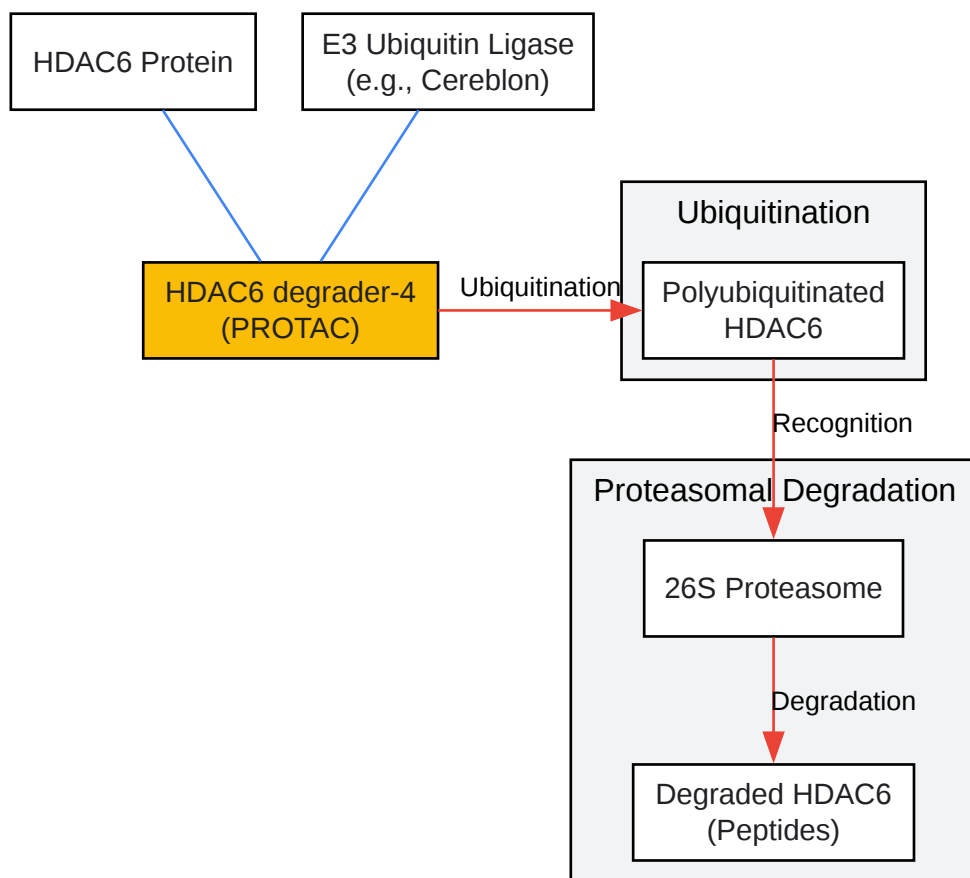 HDAC6 Protein
E3 Ubiquitin Ligase
(e.g., Cereblon)
Ubiquitination
HDAC6 degrader-4
(PROTAC)
Ubiquitination
Polyubiquitinated
HDAC6
Recognition
Proteasomal Degradation
26S Proteasome
Degradation
Degraded HDAC6
(Peptides)